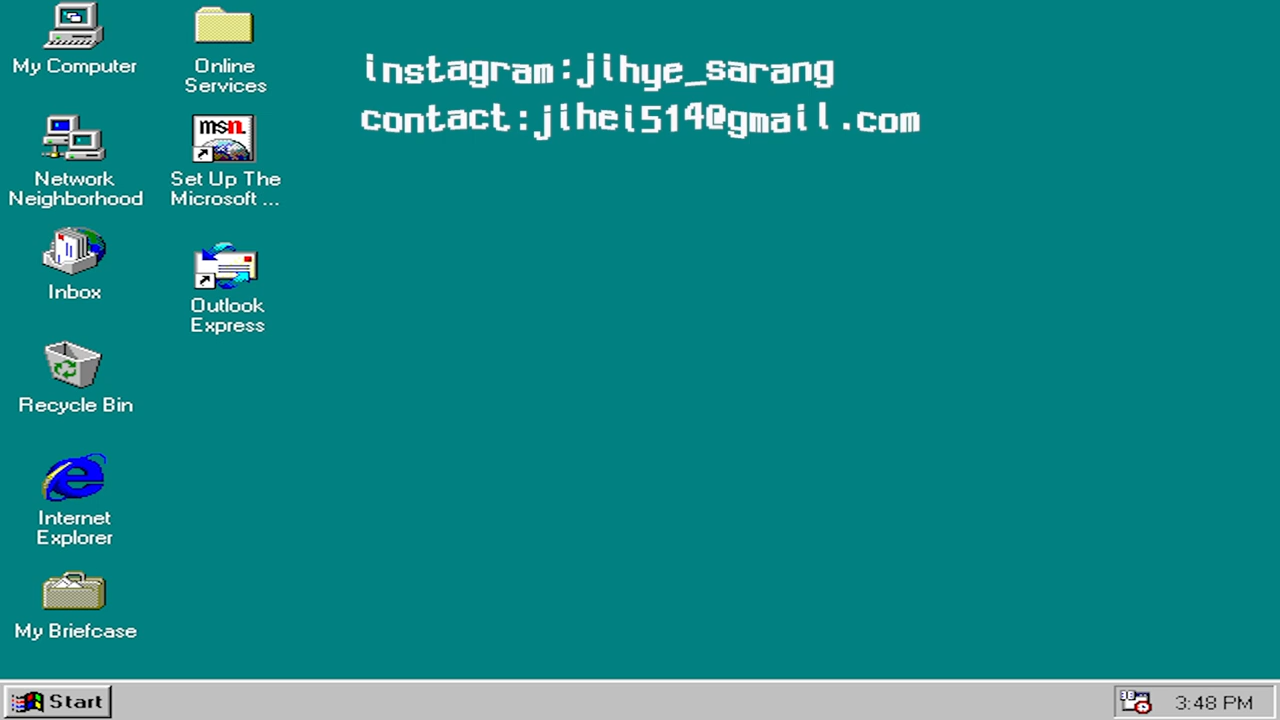 My Computer
Online
Services
instagram:jihye_sarang
contact:jihei514@gmail.com
Network
Neighborhood
msn.
Set Up The
Microsoft ...
Inbox
Outlook
Express
Recycle Bin
Internet
Explorer
My Briefcase
Start
3:48 PM